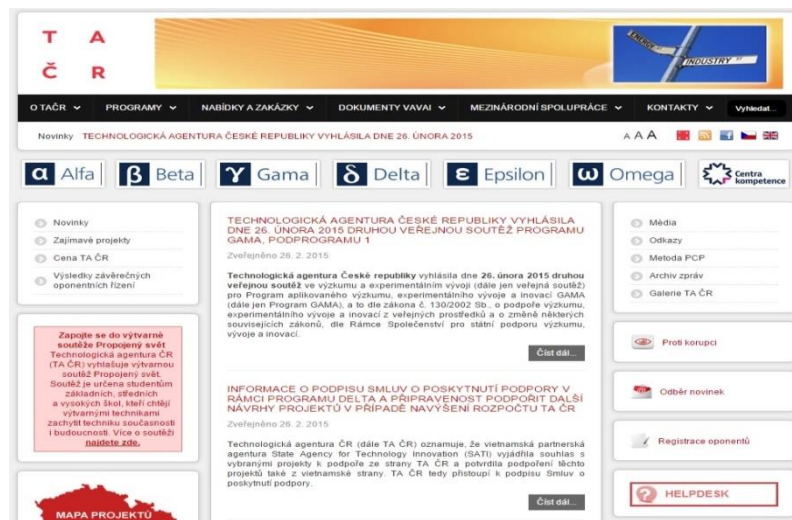 T A
Č R
ENERGY ST
INDUSTRY ST
O TAČR
PROGRAMY
NABÍDKY A ZAKÁZKY
DOKUMENTY VAVAI
MEZINÁRODNÍ SPOLUPRÁCE
KONTAKTY
Vyhledat...
Novinky TECHNOLOGICKÁ AGENTURA ČESKÉ REPUBLIKY VYHLÁSILA DNE 26. ÚNORA 2015
A A A
α Alfa
β Beta
γ Gama
δ Delta
ε Epsilon
ω Omega
Centra
kompetence
Novinky
Zajímavé projekty
Cena TA ČR
Výsledky závěrečných
oponentních řízení
Zapojte se do výtvarné
soutěže Propojený svět
Technologická agentura ČR
(TA ČR) vyhlašuje výtvarnou
soutěž Propojený svět.
Soutěž je určena studentům
základních, středních
a vysokých škol, kteří chtějí
výtvarnými technikami
zachytit techniku současnosti
i budoucnosti. Více o soutěži
najdete zde.
MAPA PROJEKTŮ
TECHNOLOGICKÁ AGENTURA ČESKÉ REPUBLIKY VYHLÁSILA
DNE 26. ÚNORA 2015 DRUHOU VEŘEJNOU SOUTĚŽ PROGRAMU
GAMA, PODPROGRAMU 1
Zveřejněno 26. 2. 2015
Technologická agentura České republiky vyhlásila dne 26. února 2015 druhou
veřejnou soutěž ve výzkumu a experimentálním vývoji (dále jen veřejná soutěž)
pro Program aplikovaného výzkumu, experimentálního vývoje a inovací GAMA
(dále jen Program GAMA), a to dle zákona č. 130/2002 Sb., o podpoře výzkumu,
experimentálního vývoje a inovací z veřejných prostředků a o změně některých
souvisejících zákonů, dle Rámce Společenství pro státní podporu výzkumu,
vývoje a inovací.
Číst dál...
INFORMACE O PODPISU SMLUV O POSKYTNUTÍ PODPORY V
RÁMCI PROGRAMU DELTA A PŘIPRAVENOST PODPOŘIT DALŠÍ
NÁVRHY PROJEKTŮ V PŘÍPADĚ NAVÝŠENÍ ROZPOČTU TA ČR
Zveřejněno 26. 2. 2015
Technologická agentura ČR (dále TA ČR) oznamuje, že vietnamská partnerská
agentura State Agency for Technology Innovation (SATI) vyjádřila souhlas s
vybranými projekty k podpoře ze strany TA ČR a potvrdila podpoření těchto
projektů také z vietnamské strany. TA ČR tedy přistoupí k podpisu Smluv o
poskytnutí podpory.
Číst dál...
Média
Odkazy
Metoda PCP
Archiv zpráv
Galerie TA ČR
Proti korupci
Odběr novinek
Registrace oponentů
HELPDESK